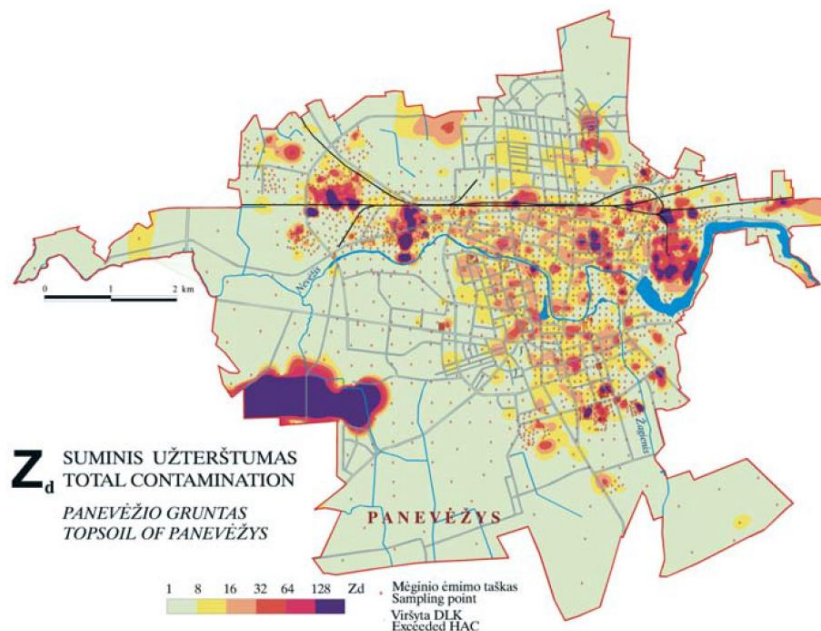 Nevėžis
0 1 2 km
Žagienis
Z d
SUMINIS UŽTERŠTUMAS
TOTAL CONTAMINATION
PANEVĖŽIO GRUNTAS
TOPSOIL OF PANEVĖŽYS
PANEVĖŽYS
1 8 16 32 64 128 Zd
Mėginio ėmimo taškas
Sampling point
Viršyta DLK
Exceeded HAC